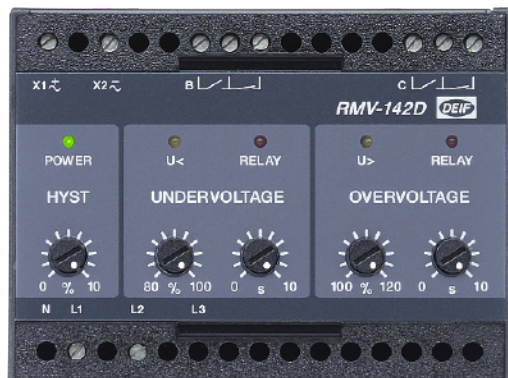 X1 X2 B C
RMV-142D DEIF
POWER U< RELAY U> RELAY
HYST UNDERVOLTAGE OVERVOLTAGE
0 % 10 80 % 100 0 s 10 100 % 120 0 s 10
N L1 L2 L3